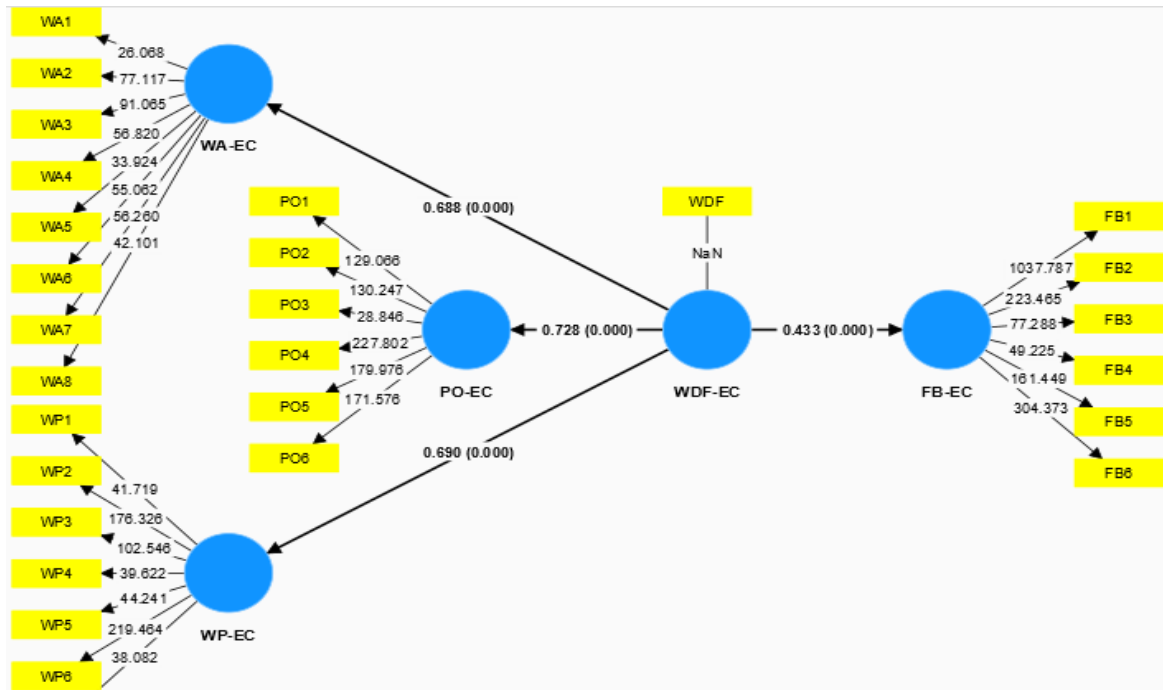 WA1
26.068
WA2
77.117
WA3
91.065
WA4
56.820
WA5
33.924
WA6
55.062
WA7
56.260
WA8
42.101
WA-EC
0.688 (0.000)
PO1
129.066
PO2
130.247
PO3
28.846
PO4
227.802
PO5
179.976
PO6
171.576
PO-EC
0.728 (0.000)
WDF
NaN
WDF-EC
0.433 (0.000)
FB-EC
FB1
1037.787
FB2
223.465
FB3
77.288
FB4
49.225
FB5
161.449
FB6
304.373
0.690 (0.000)
WP1
41.719
WP2
176.326
WP3
102.546
WP4
39.622
WP5
44.241
WP6
219.464
38.082
WP-EC